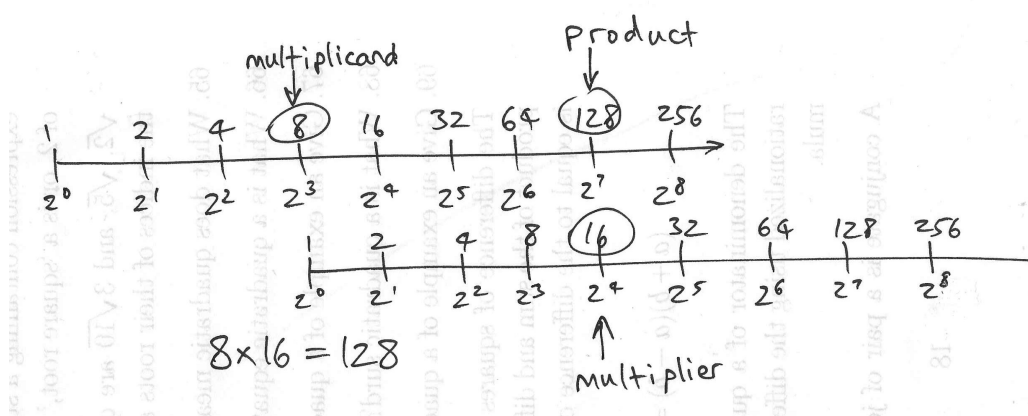 product
multiplicand
1 2 4 8 16 32 64 128 256
2⁰ 2¹ 2² 2³ 2⁴ 2⁵ 2⁶ 2⁷ 2⁸
1 2 4 8 16 32 64 128 256
2⁰ 2¹ 2² 2³ 2⁴ 2⁵ 2⁶ 2⁷ 2⁸
8×16=128
multiplier